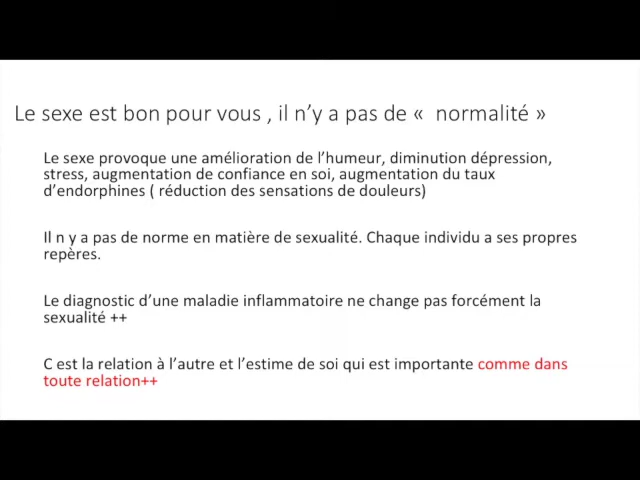 Le sexe est bon pour vous , il n’y a pas de «  normalité »
Le sexe provoque une amélioration de l’humeur, diminution dépression,
stress, augmentation de confiance en soi, augmentation du taux
d’endorphines ( réduction des sensations de douleurs)
Il n y a pas de norme en matière de sexualité. Chaque individu a ses propres
repères.
Le diagnostic d’une maladie inflammatoire ne change pas forcément la
sexualité ++
C est la relation à l’autre et l’estime de soi qui est importante comme dans
toute relation++